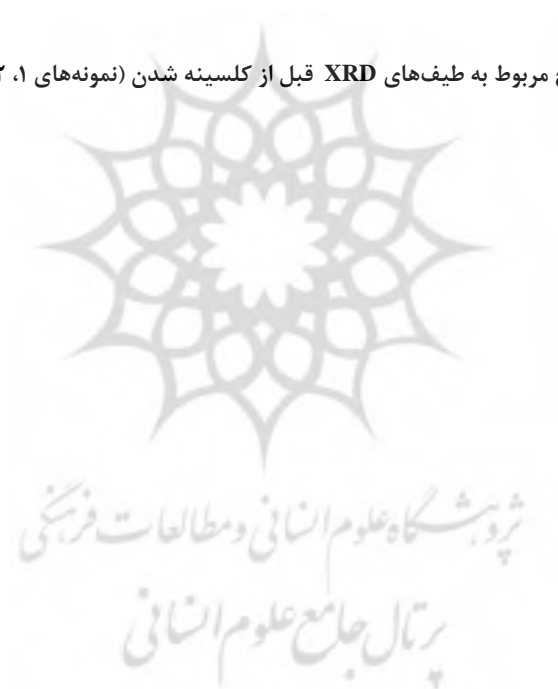 مربوط به طیف‌های XRD قبل از کلسینه شدن (نمونه‌های ۱، ۲
پژوهشگاه علوم انسانی و مطالعات فرهنگی
پرتال جامع علوم انسانی